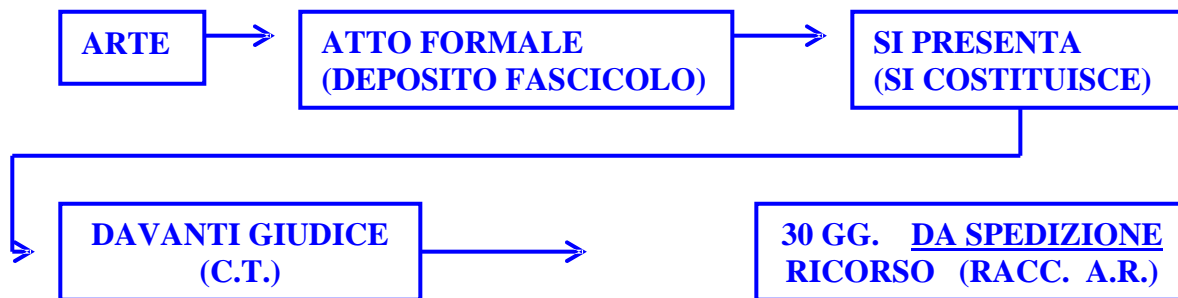 ARTE
ATTO FORMALE
(DEPOSITO FASCICOLO)
SI PRESENTA
(SI COSTITUISCE)
DAVANTI GIUDICE
(C.T.)
30 GG. DA SPEDIZIONE
RICORSO (RACC. A.R.)